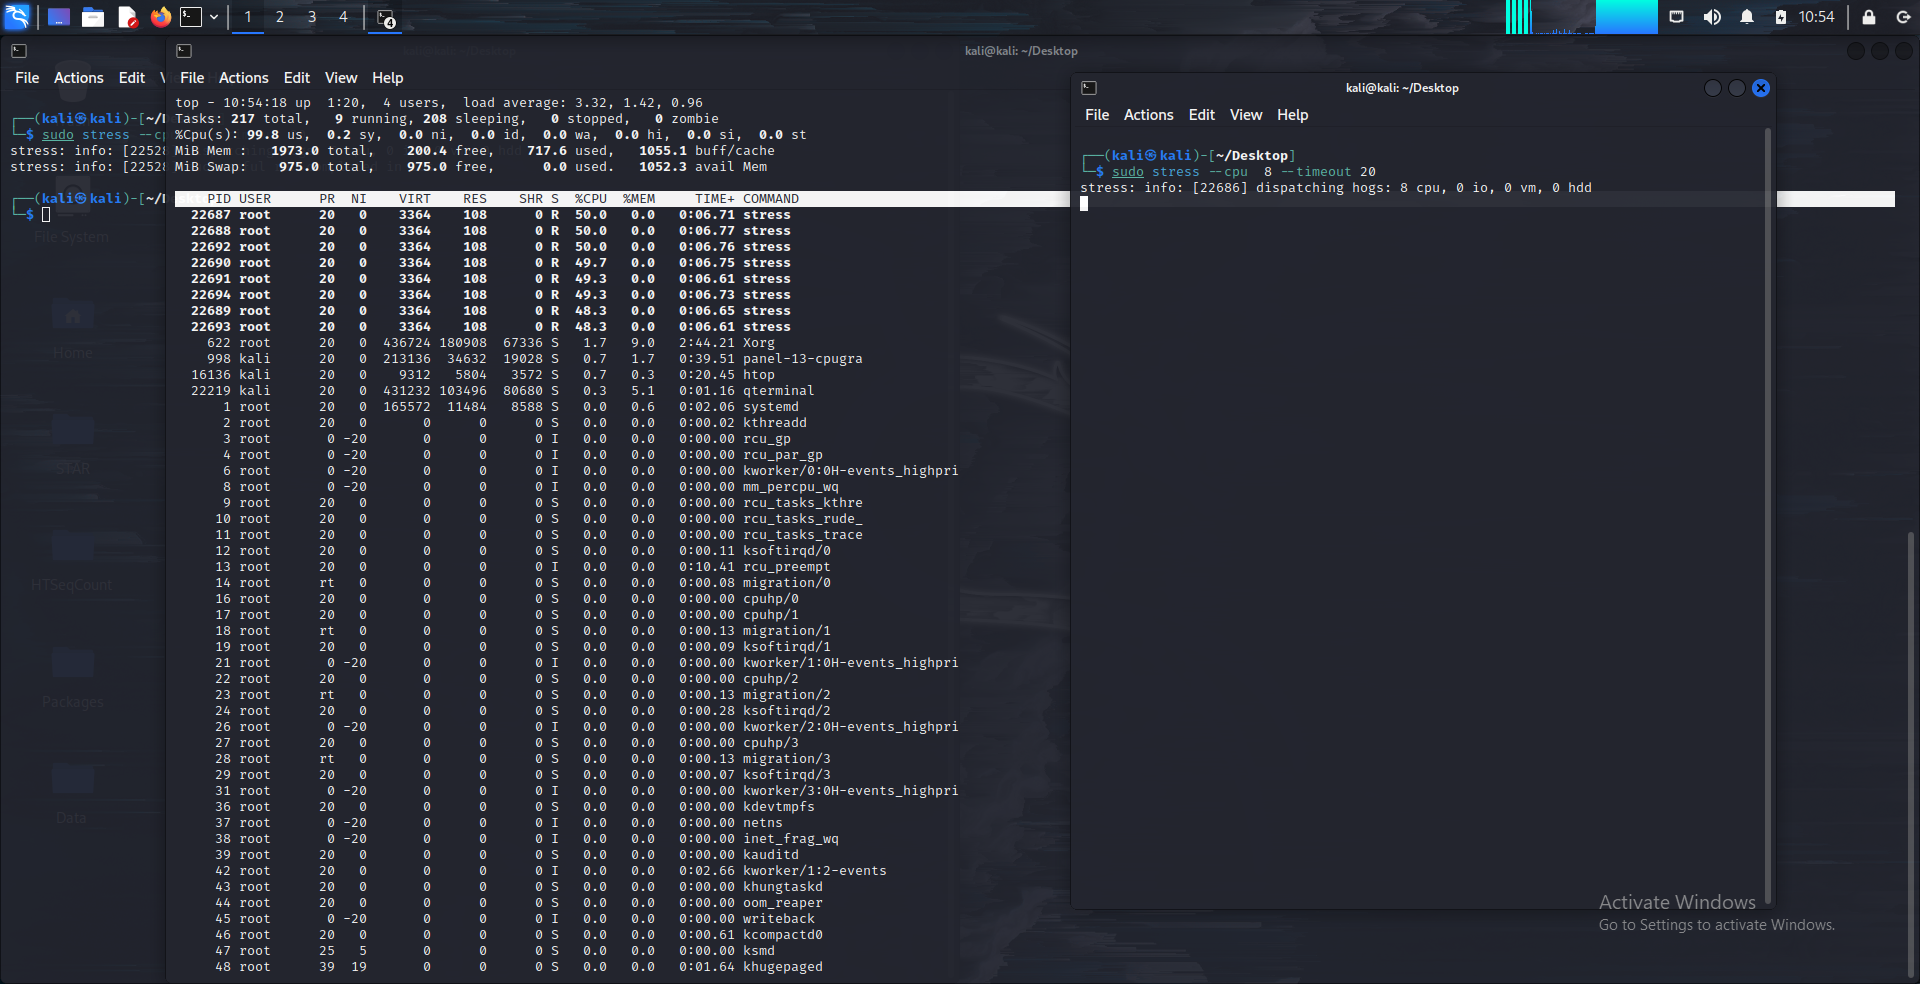 1 2 3 4 4 10:54
kali@kali: ~/Desktop
File Actions Edit
┌──(kali㉿kali)-[~/D
└─$ sudo stress --cp
stress: info: [22528
stress: info: [22528
┌──(kali㉿kali)-[~/D
└─$
File System
Home
STAR
HTSeqCount
Packages
Data
File Actions Edit View Help
top - 10:54:18 up  1:20,  4 users,  load average: 3.32, 1.42, 0.96
Tasks: 217 total,   9 running, 208 sleeping,   0 stopped,   0 zombie
%Cpu(s): 99.8 us,  0.2 sy,  0.0 ni,  0.0 id,  0.0 wa,  0.0 hi,  0.0 si,  0.0 st
MiB Mem :   1973.0 total,   200.4 free,   717.6 used,   1055.1 buff/cache
MiB Swap:    975.0 total,   975.0 free,     0.0 used.   1052.3 avail Mem
PID USER PR NI VIRT RES SHR S %CPU %MEM TIME+ COMMAND
22687 root 20 0 3364 108 0 R 50.0 0.0 0:06.71 stress
22688 root 20 0 3364 108 0 R 50.0 0.0 0:06.77 stress
22692 root 20 0 3364 108 0 R 50.0 0.0 0:06.76 stress
22690 root 20 0 3364 108 0 R 49.7 0.0 0:06.75 stress
22691 root 20 0 3364 108 0 R 49.3 0.0 0:06.61 stress
22694 root 20 0 3364 108 0 R 49.3 0.0 0:06.73 stress
22689 root 20 0 3364 108 0 R 48.3 0.0 0:06.65 stress
22693 root 20 0 3364 108 0 R 48.3 0.0 0:06.61 stress
622 root 20 0 436724 180908 67336 S 1.7 9.0 2:44.21 Xorg
998 kali 20 0 213136 34632 19028 S 0.7 1.7 0:39.51 panel-13-cpugra
16136 kali 20 0 9312 5804 3572 S 0.7 0.3 0:20.45 htop
22219 kali 20 0 431232 103496 80680 S 0.3 5.1 0:01.16 qterminal
1 root 20 0 165572 11484 8588 S 0.0 0.6 0:02.06 systemd
2 root 20 0 0 0 0 S 0.0 0.0 0:00.02 kthreadd
3 root 0 -20 0 0 0 I 0.0 0.0 0:00.00 rcu_gp
4 root 0 -20 0 0 0 I 0.0 0.0 0:00.00 rcu_par_gp
6 root 0 -20 0 0 0 I 0.0 0.0 0:00.00 kworker/0:0H-events_highpri
8 root 0 -20 0 0 0 I 0.0 0.0 0:00.00 mm_percpu_wq
9 root 20 0 0 0 0 S 0.0 0.0 0:00.00 rcu_tasks_kthre
10 root 20 0 0 0 0 S 0.0 0.0 0:00.00 rcu_tasks_rude_
11 root 20 0 0 0 0 S 0.0 0.0 0:00.00 rcu_tasks_trace
12 root 20 0 0 0 0 S 0.0 0.0 0:00.11 ksoftirqd/0
13 root 20 0 0 0 0 I 0.0 0.0 0:10.41 rcu_preempt
14 root rt 0 0 0 0 S 0.0 0.0 0:00.08 migration/0
16 root 20 0 0 0 0 S 0.0 0.0 0:00.00 cpuhp/0
17 root 20 0 0 0 0 S 0.0 0.0 0:00.00 cpuhp/1
18 root rt 0 0 0 0 S 0.0 0.0 0:00.13 migration/1
19 root 20 0 0 0 0 S 0.0 0.0 0:00.09 ksoftirqd/1
21 root 0 -20 0 0 0 I 0.0 0.0 0:00.00 kworker/1:0H-events_highpri
22 root 20 0 0 0 0 S 0.0 0.0 0:00.00 cpuhp/2
23 root rt 0 0 0 0 S 0.0 0.0 0:00.13 migration/2
24 root 20 0 0 0 0 S 0.0 0.0 0:00.28 ksoftirqd/2
26 root 0 -20 0 0 0 I 0.0 0.0 0:00.00 kworker/2:0H-events_highpri
27 root 20 0 0 0 0 S 0.0 0.0 0:00.00 cpuhp/3
28 root rt 0 0 0 0 S 0.0 0.0 0:00.13 migration/3
29 root 20 0 0 0 0 S 0.0 0.0 0:00.07 ksoftirqd/3
31 root 0 -20 0 0 0 I 0.0 0.0 0:00.00 kworker/3:0H-events_highpri
36 root 20 0 0 0 0 S 0.0 0.0 0:00.00 kdevtmpfs
37 root 0 -20 0 0 0 I 0.0 0.0 0:00.00 netns
38 root 0 -20 0 0 0 I 0.0 0.0 0:00.00 inet_frag_wq
39 root 20 0 0 0 0 S 0.0 0.0 0:00.00 kauditd
42 root 20 0 0 0 0 I 0.0 0.0 0:02.66 kworker/1:2-events
43 root 20 0 0 0 0 S 0.0 0.0 0:00.00 khungtaskd
44 root 20 0 0 0 0 S 0.0 0.0 0:00.00 oom_reaper
45 root 0 -20 0 0 0 I 0.0 0.0 0:00.00 writeback
46 root 20 0 0 0 0 S 0.0 0.0 0:00.61 kcompactd0
47 root 25 5 0 0 0 S 0.0 0.0 0:00.00 ksmd
48 root 39 19 0 0 0 S 0.0 0.0 0:01.64 khugepaged
kali@kali: ~/Desktop
File Actions Edit View Help
┌──(kali㉿kali)-[~/Desktop]
└─$ sudo stress --cpu  8 --timeout 20
stress: info: [22686] dispatching hogs: 8 cpu, 0 io, 0 vm, 0 hdd
Activate Windows
Go to Settings to activate Windows.